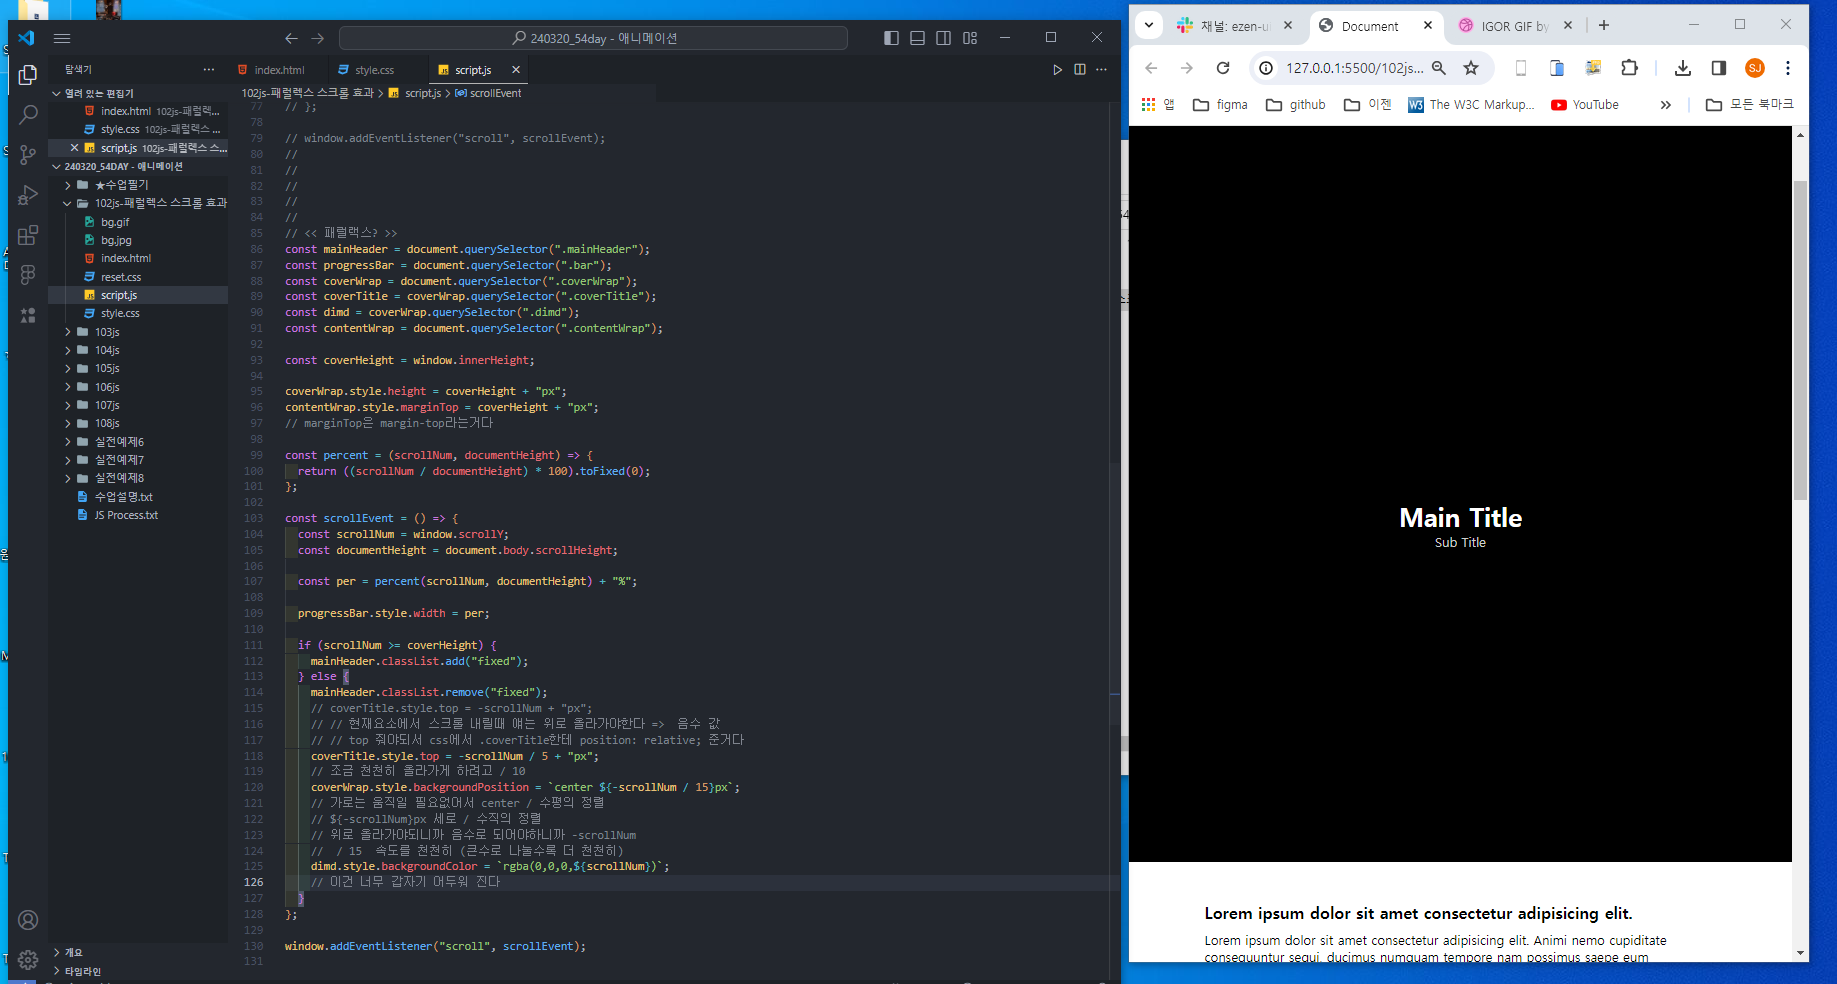 240320_54day - 애니메이션
탐색기
index.html
style.css
script.js
열려 있는 편집기
index.html 102js-패럴렉...
style.css 102js-패럴렉스 ...
script.js 102js-패럴렉스 스...
240320_54DAY - 애니메이션
★수업필기
102js-패럴렉스 스크롤 효과
bg.gif
bg.jpg
index.html
reset.css
script.js
style.css
103js
104js
105js
106js
107js
108js
실전예제6
실전예제7
실전예제8
수업설명.txt
JS Process.txt
개요
타임라인
102js-패럴렉스 스크롤 효과 > script.js > scrollEvent
77 // };
78
79 // window.addEventListener("scroll", scrollEvent);
80 //
81 //
82 //
83 //
84 //
85 // << 패럴랙스? >>
86 const mainHeader = document.querySelector(".mainHeader");
87 const progressBar = document.querySelector(".bar");
88 const coverWrap = document.querySelector(".coverWrap");
89 const coverTitle = coverWrap.querySelector(".coverTitle");
90 const dimd = coverWrap.querySelector(".dimd");
91 const contentWrap = document.querySelector(".contentWrap");
92
93 const coverHeight = window.innerHeight;
94
95 coverWrap.style.height = coverHeight + "px";
96 contentWrap.style.marginTop = coverHeight + "px";
97 // marginTop은 margin-top라는거다
98
99 const percent = (scrollNum, documentHeight) => {
100 return ((scrollNum / documentHeight) * 100).toFixed(0);
101 };
102
103 const scrollEvent = () => {
104 const scrollNum = window.scrollY;
105 const documentHeight = document.body.scrollHeight;
106
107 const per = percent(scrollNum, documentHeight) + "%";
108
109 progressBar.style.width = per;
110
111 if (scrollNum >= coverHeight) {
112 mainHeader.classList.add("fixed");
113 } else {
114 mainHeader.classList.remove("fixed");
115 // coverTitle.style.top = -scrollNum + "px";
116 // // 현재요소에서 스크롤 내릴때 얘는 위로 올라가야한다 => 음수 값
117 // // top 줘야되서 css에서 .coverTitle한테 position: relative; 준거다
118 coverTitle.style.top = -scrollNum / 5 + "px";
119 // 조금 천천히 올라가게 하려고 / 10
120 coverWrap.style.backgroundPosition = `center ${-scrollNum / 15}px`;
121 // 가로는 움직일 필요없어서 center / 수평의 정렬
122 // ${-scrollNum}px 세로 / 수직의 정렬
123 // 위로 올라가야되니까 음수로 되어야하니까 -scrollNum
124 // / 15 속도를 천천히 (큰수로 나눌수록 더 천천히)
125 dimd.style.backgroundColor = `rgba(0,0,0,${scrollNum})`;
126 // 이건 너무 갑자기 어두워 진다
127 }
128 };
129
130 window.addEventListener("scroll", scrollEvent);
131
채널: ezen-u
Document
IGOR GIF by
127.0.0.1:5500/102js...
SJ
앱
figma
github
이젠
W3 The W3C Markup...
YouTube
모든 북마크
Main Title
Sub Title
Lorem ipsum dolor sit amet consectetur adipisicing elit.
Lorem ipsum dolor sit amet consectetur adipisicing elit. Animi nemo cupiditate
consequuntur sequi, ducimus numquam tempore nam possimus saepe eum